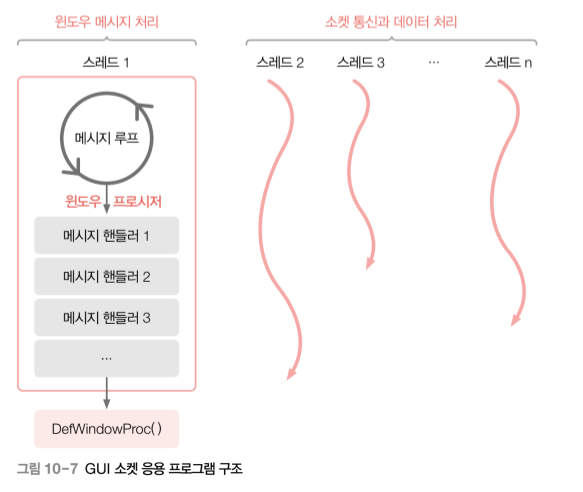 윈도우 메시지 처리
소켓 통신과 데이터 처리
스레드 1
스레드 2
스레드 3
···
스레드 n
메시지 루프
윈도우 프로시저
메시지 핸들러 1
메시지 핸들러 2
메시지 핸들러 3
···
DefWindowProc( )
그림 10-7 GUI 소켓 응용 프로그램 구조